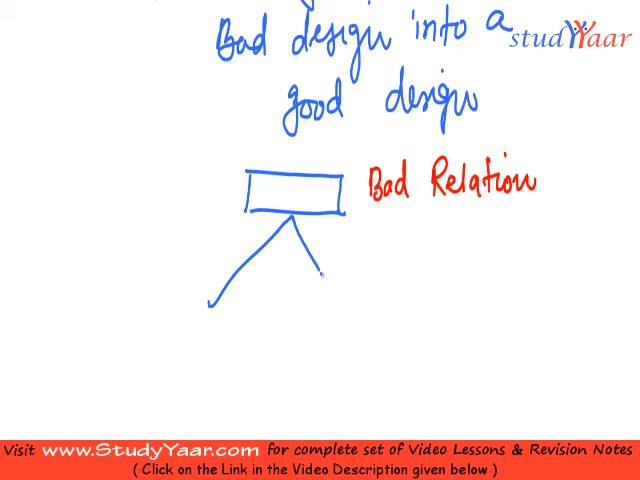 Bad design into a
studYYaar
good design
Bad Relation
Visit www.StudyYaar.com for complete set of Video Lessons & Revision Notes
( Click on the Link in the Video Description given below )